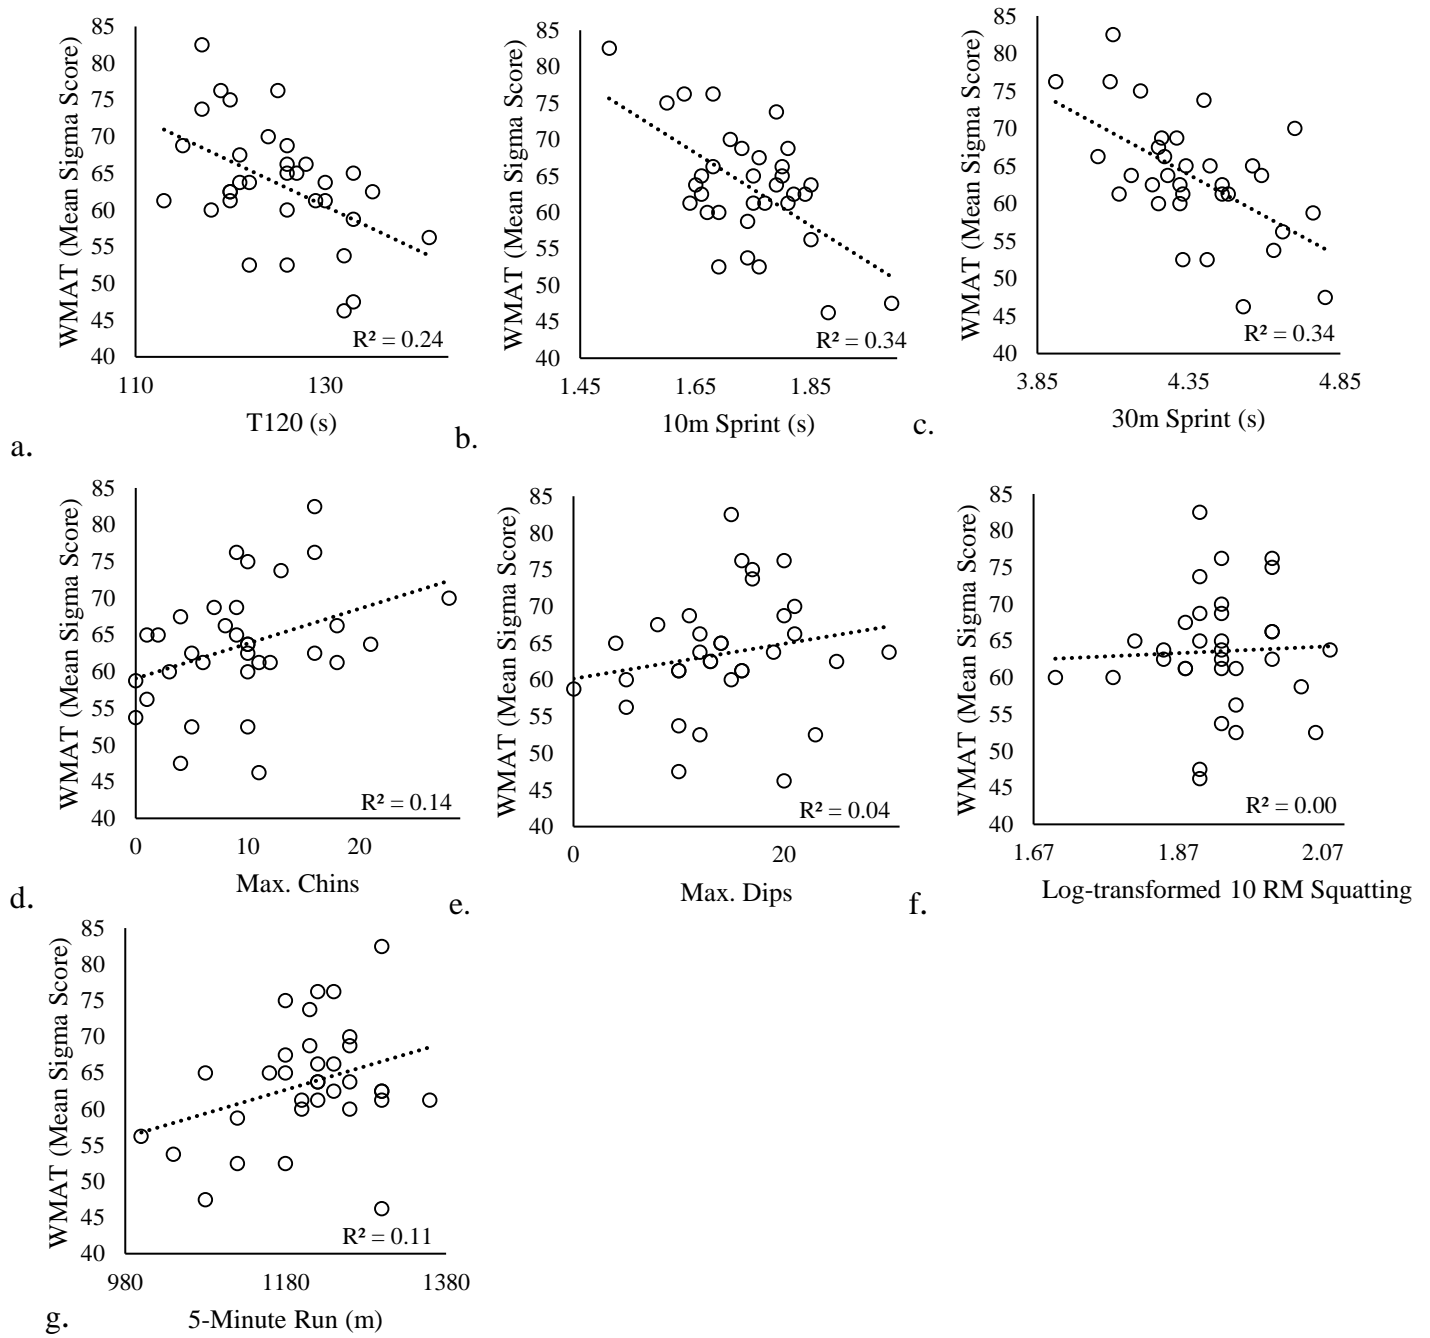 WMAT (Mean Sigma Score)
85
80
75
70
65
60
55
50
45
40
R² = 0.24
110 130
T120 (s)
a.
WMAT (Mean Sigma Score)
85
80
75
70
65
60
55
50
45
40
R² = 0.34
1.45 1.65 1.85
10m Sprint (s)
b.
WMAT (Mean Sigma Score)
85
80
75
70
65
60
55
50
45
40
R² = 0.34
3.85 4.35 4.85
30m Sprint (s)
c.
WMAT (Mean Sigma Score)
85
80
75
70
65
60
55
50
45
40
R² = 0.14
0 10 20
Max. Chins
d.
WMAT (Mean Sigma Score)
85
80
75
70
65
60
55
50
45
40
R² = 0.04
0 20
Max. Dips
e.
WMAT (Mean Sigma Score)
85
80
75
70
65
60
55
50
45
40
R² = 0.00
1.67 1.87 2.07
Log-transformed 10 RM Squatting
f.
WMAT (Mean Sigma Score)
85
80
75
70
65
60
55
50
45
40
R² = 0.11
980 1180 1380
5-Minute Run (m)
g.